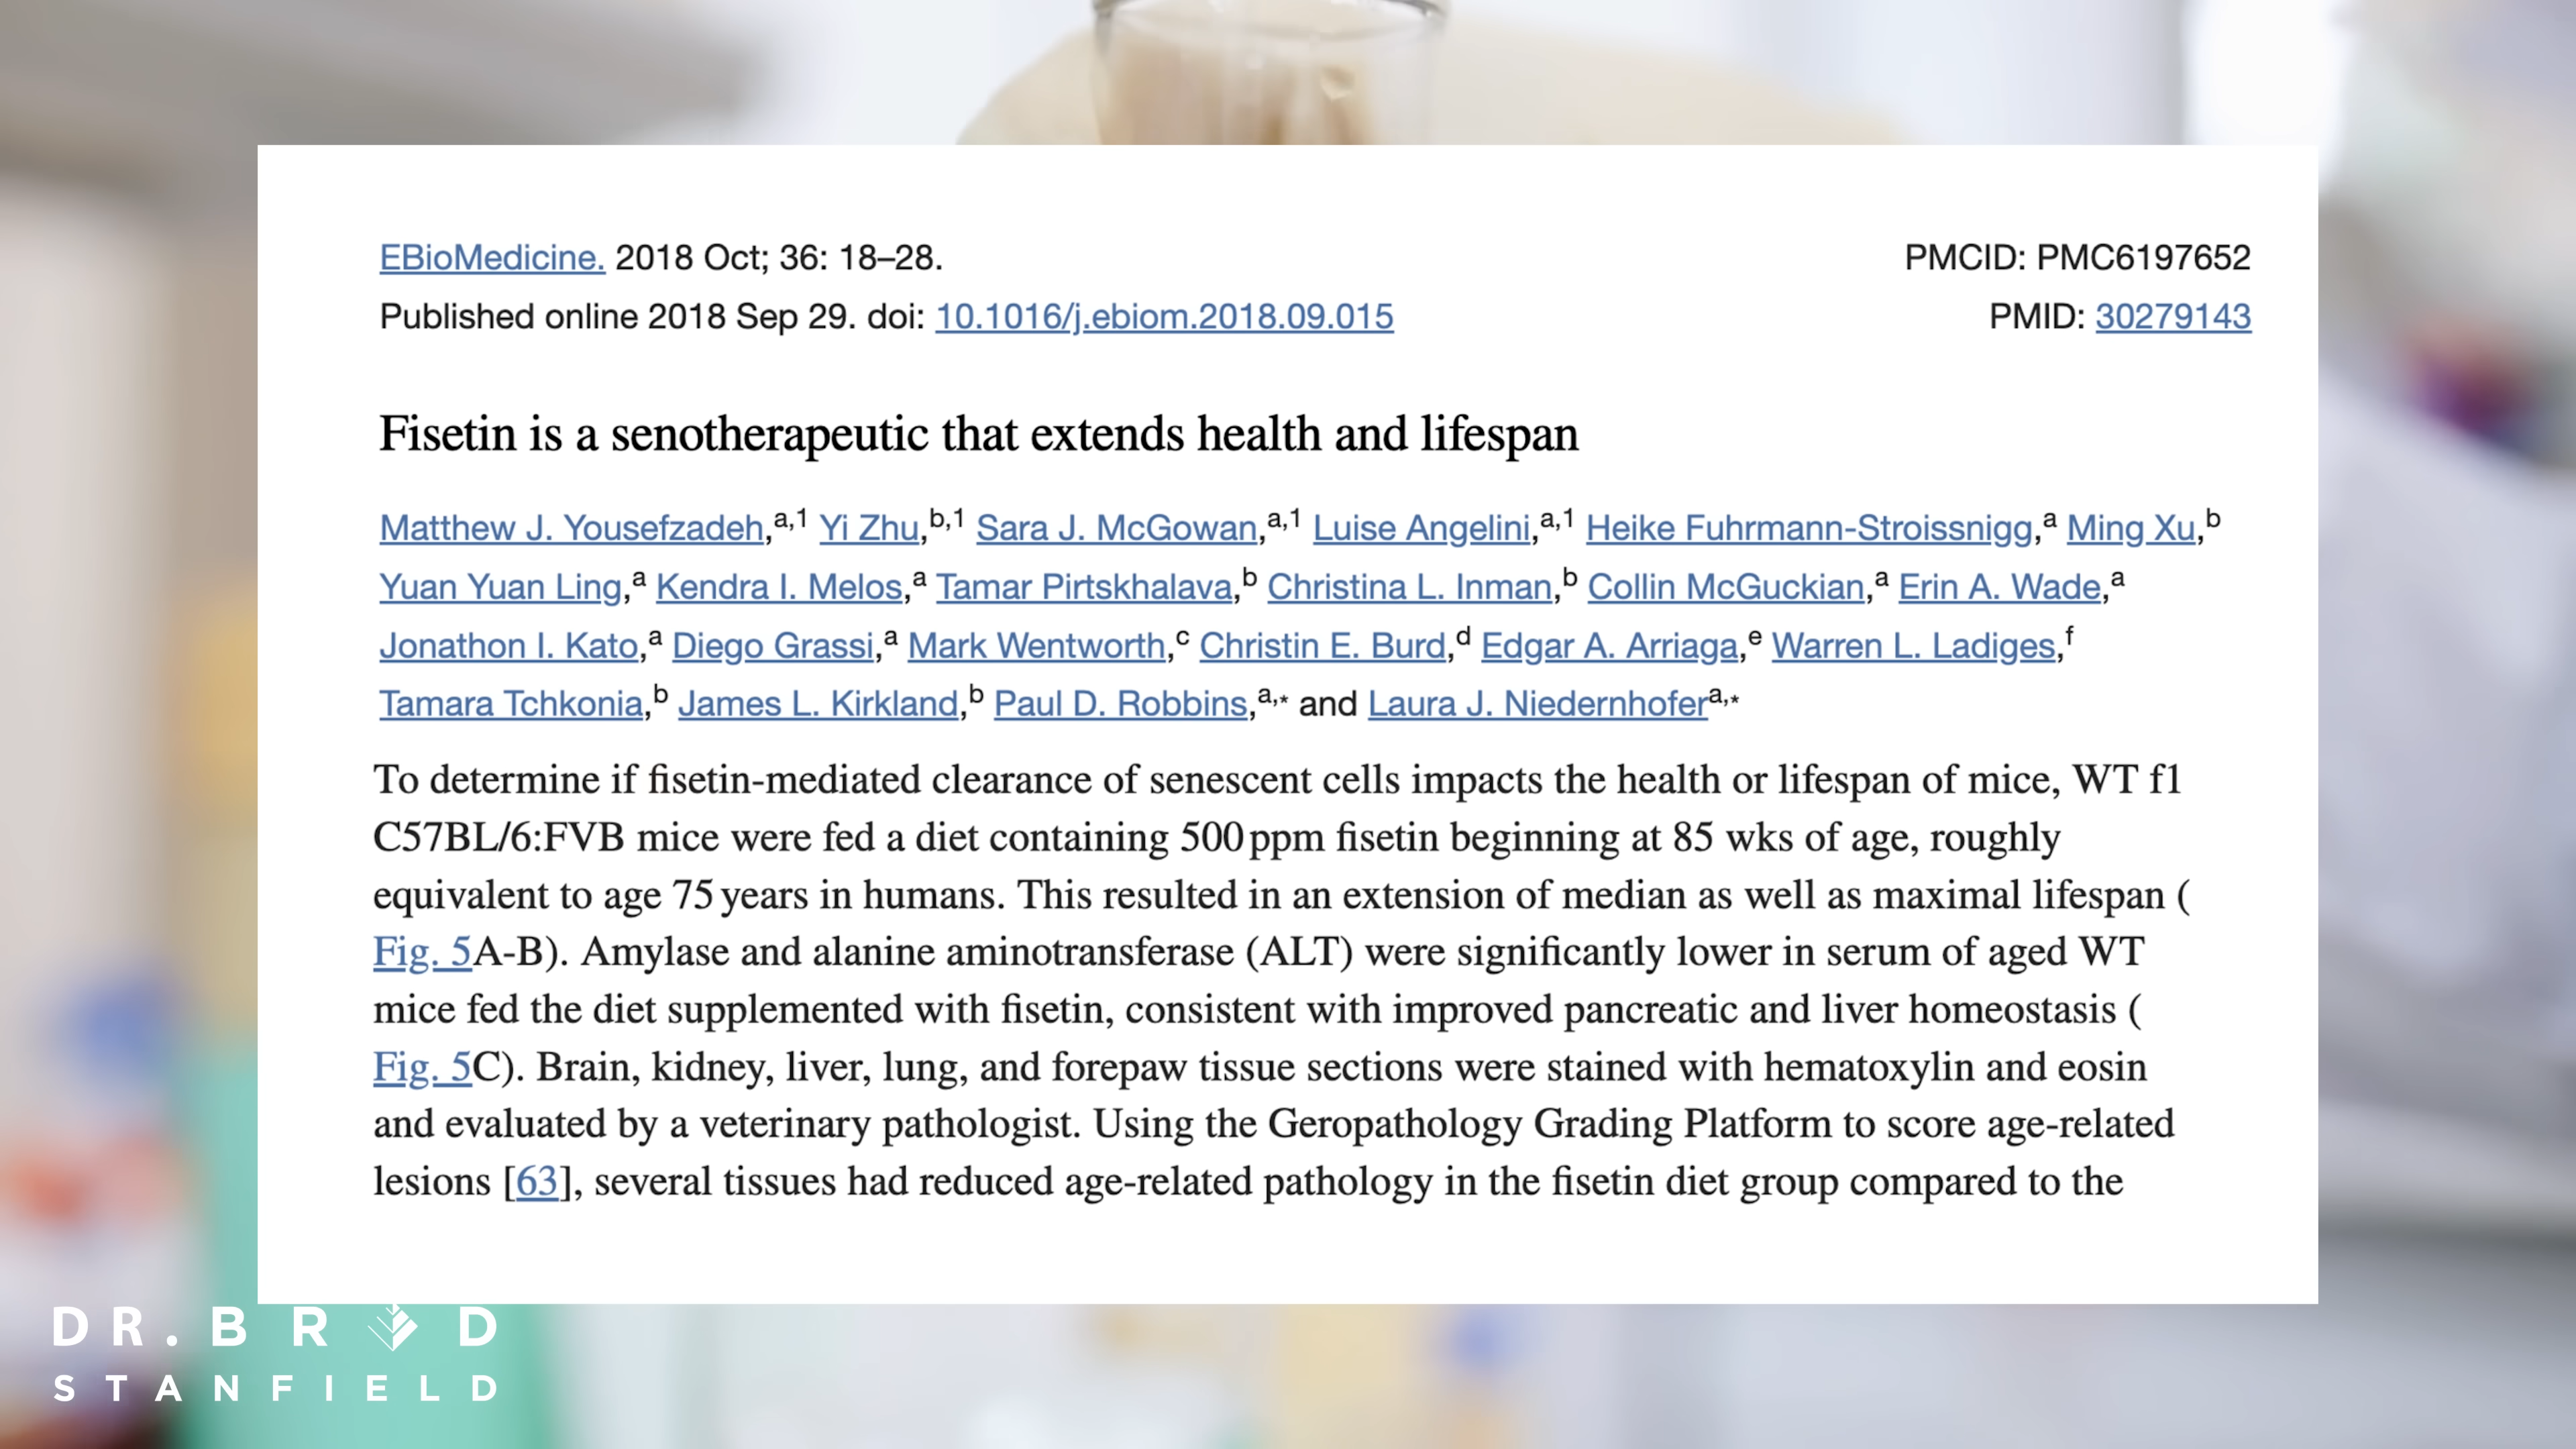 EBioMedicine. 2018 Oct; 36: 18–28.
PMCID: PMC6197652
Published online 2018 Sep 29. doi: 10.1016/j.ebiom.2018.09.015
PMID: 30279143
Fisetin is a senotherapeutic that extends health and lifespan
Matthew J. Yousefzadeh,a,1 Yi Zhu,b,1 Sara J. McGowan,a,1 Luise Angelini,a,1 Heike Fuhrmann-Stroissnigg,a Ming Xu,b
Yuan Yuan Ling,a Kendra I. Melos,a Tamar Pirtskhalava,b Christina L. Inman,b Collin McGuckian,a Erin A. Wade,a
Jonathon I. Kato,a Diego Grassi,a Mark Wentworth,c Christin E. Burd,d Edgar A. Arriaga,e Warren L. Ladiges,f
Tamara Tchkonia,b James L. Kirkland,b Paul D. Robbins,a,* and Laura J. Niedernhofera,*
To determine if fisetin-mediated clearance of senescent cells impacts the health or lifespan of mice, WT f1
C57BL/6:FVB mice were fed a diet containing 500 ppm fisetin beginning at 85 wks of age, roughly
equivalent to age 75 years in humans. This resulted in an extension of median as well as maximal lifespan (
Fig. 5A-B). Amylase and alanine aminotransferase (ALT) were significantly lower in serum of aged WT
mice fed the diet supplemented with fisetin, consistent with improved pancreatic and liver homeostasis (
Fig. 5C). Brain, kidney, liver, lung, and forepaw tissue sections were stained with hematoxylin and eosin
and evaluated by a veterinary pathologist. Using the Geropathology Grading Platform to score age-related
lesions [63], several tissues had reduced age-related pathology in the fisetin diet group compared to the
DR. BRAD
STANFIELD